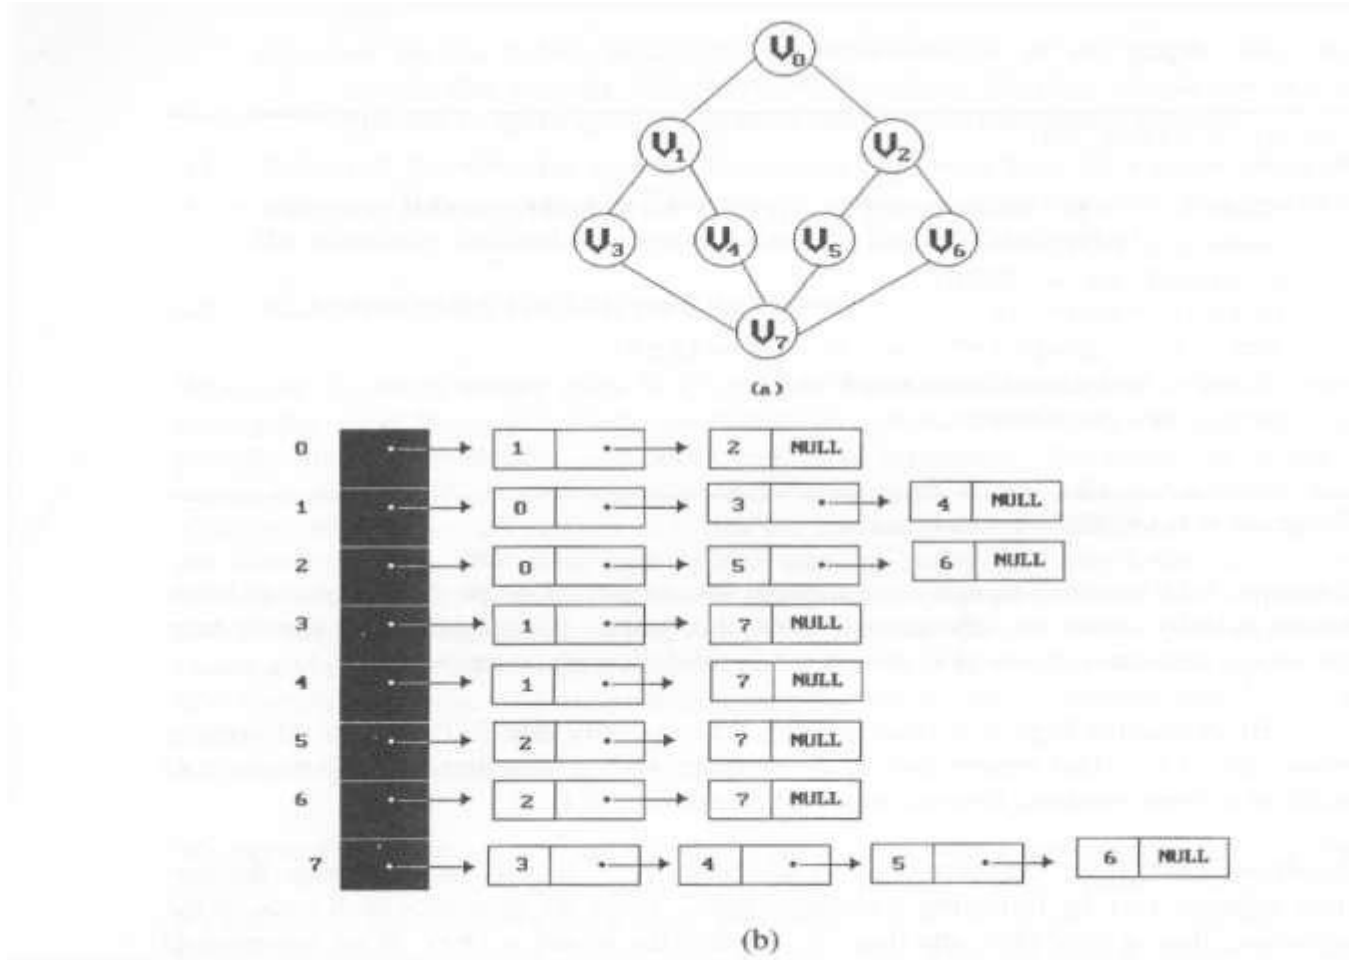 V0
V1 V2
V3 V4 V5 V6
V7
(a)
0 1 2 NULL
1 0 3 4 NULL
2 0 5 6 NULL
3 1 7 NULL
4 1 7 NULL
5 2 7 NULL
6 2 7 NULL
7 3 4 5 6 NULL
(b)